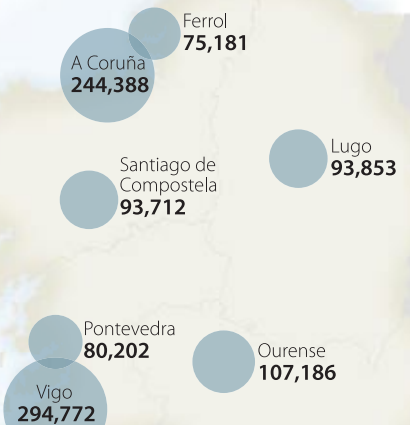 Ferrol
75,181
A Coruña
244,388
Lugo
93,853
Santiago de
Compostela
93,712
Pontevedra
80,202
Ourense
107,186
Vigo
294,772